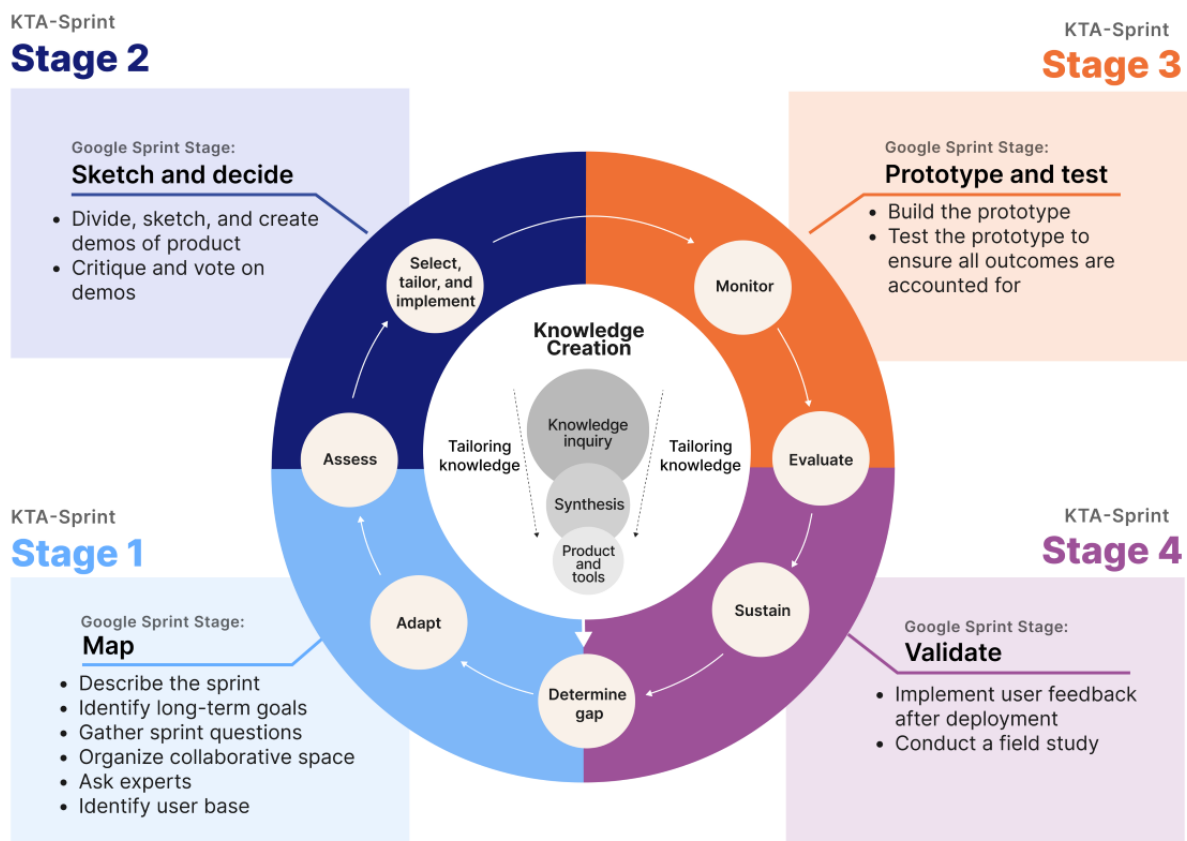 KTA-Sprint
Stage 2
Google Sprint Stage:
Sketch and decide
• Divide, sketch, and create
demos of product
• Critique and vote on
demos
KTA-Sprint
Stage 3
Google Sprint Stage:
Prototype and test
• Build the prototype
• Test the prototype to
ensure all outcomes are
accounted for
Select,
tailor, and
implement
Monitor
Assess
Evaluate
Adapt
Sustain
Determine
gap
Knowledge
Creation
Knowledge
inquiry
Tailoring
knowledge
Tailoring
knowledge
Synthesis
Product
and
tools
KTA-Sprint
Stage 1
Google Sprint Stage:
Map
• Describe the sprint
• Identify long-term goals
• Gather sprint questions
• Organize collaborative space
• Ask experts
• Identify user base
KTA-Sprint
Stage 4
Google Sprint Stage:
Validate
• Implement user feedback
after deployment
• Conduct a field study